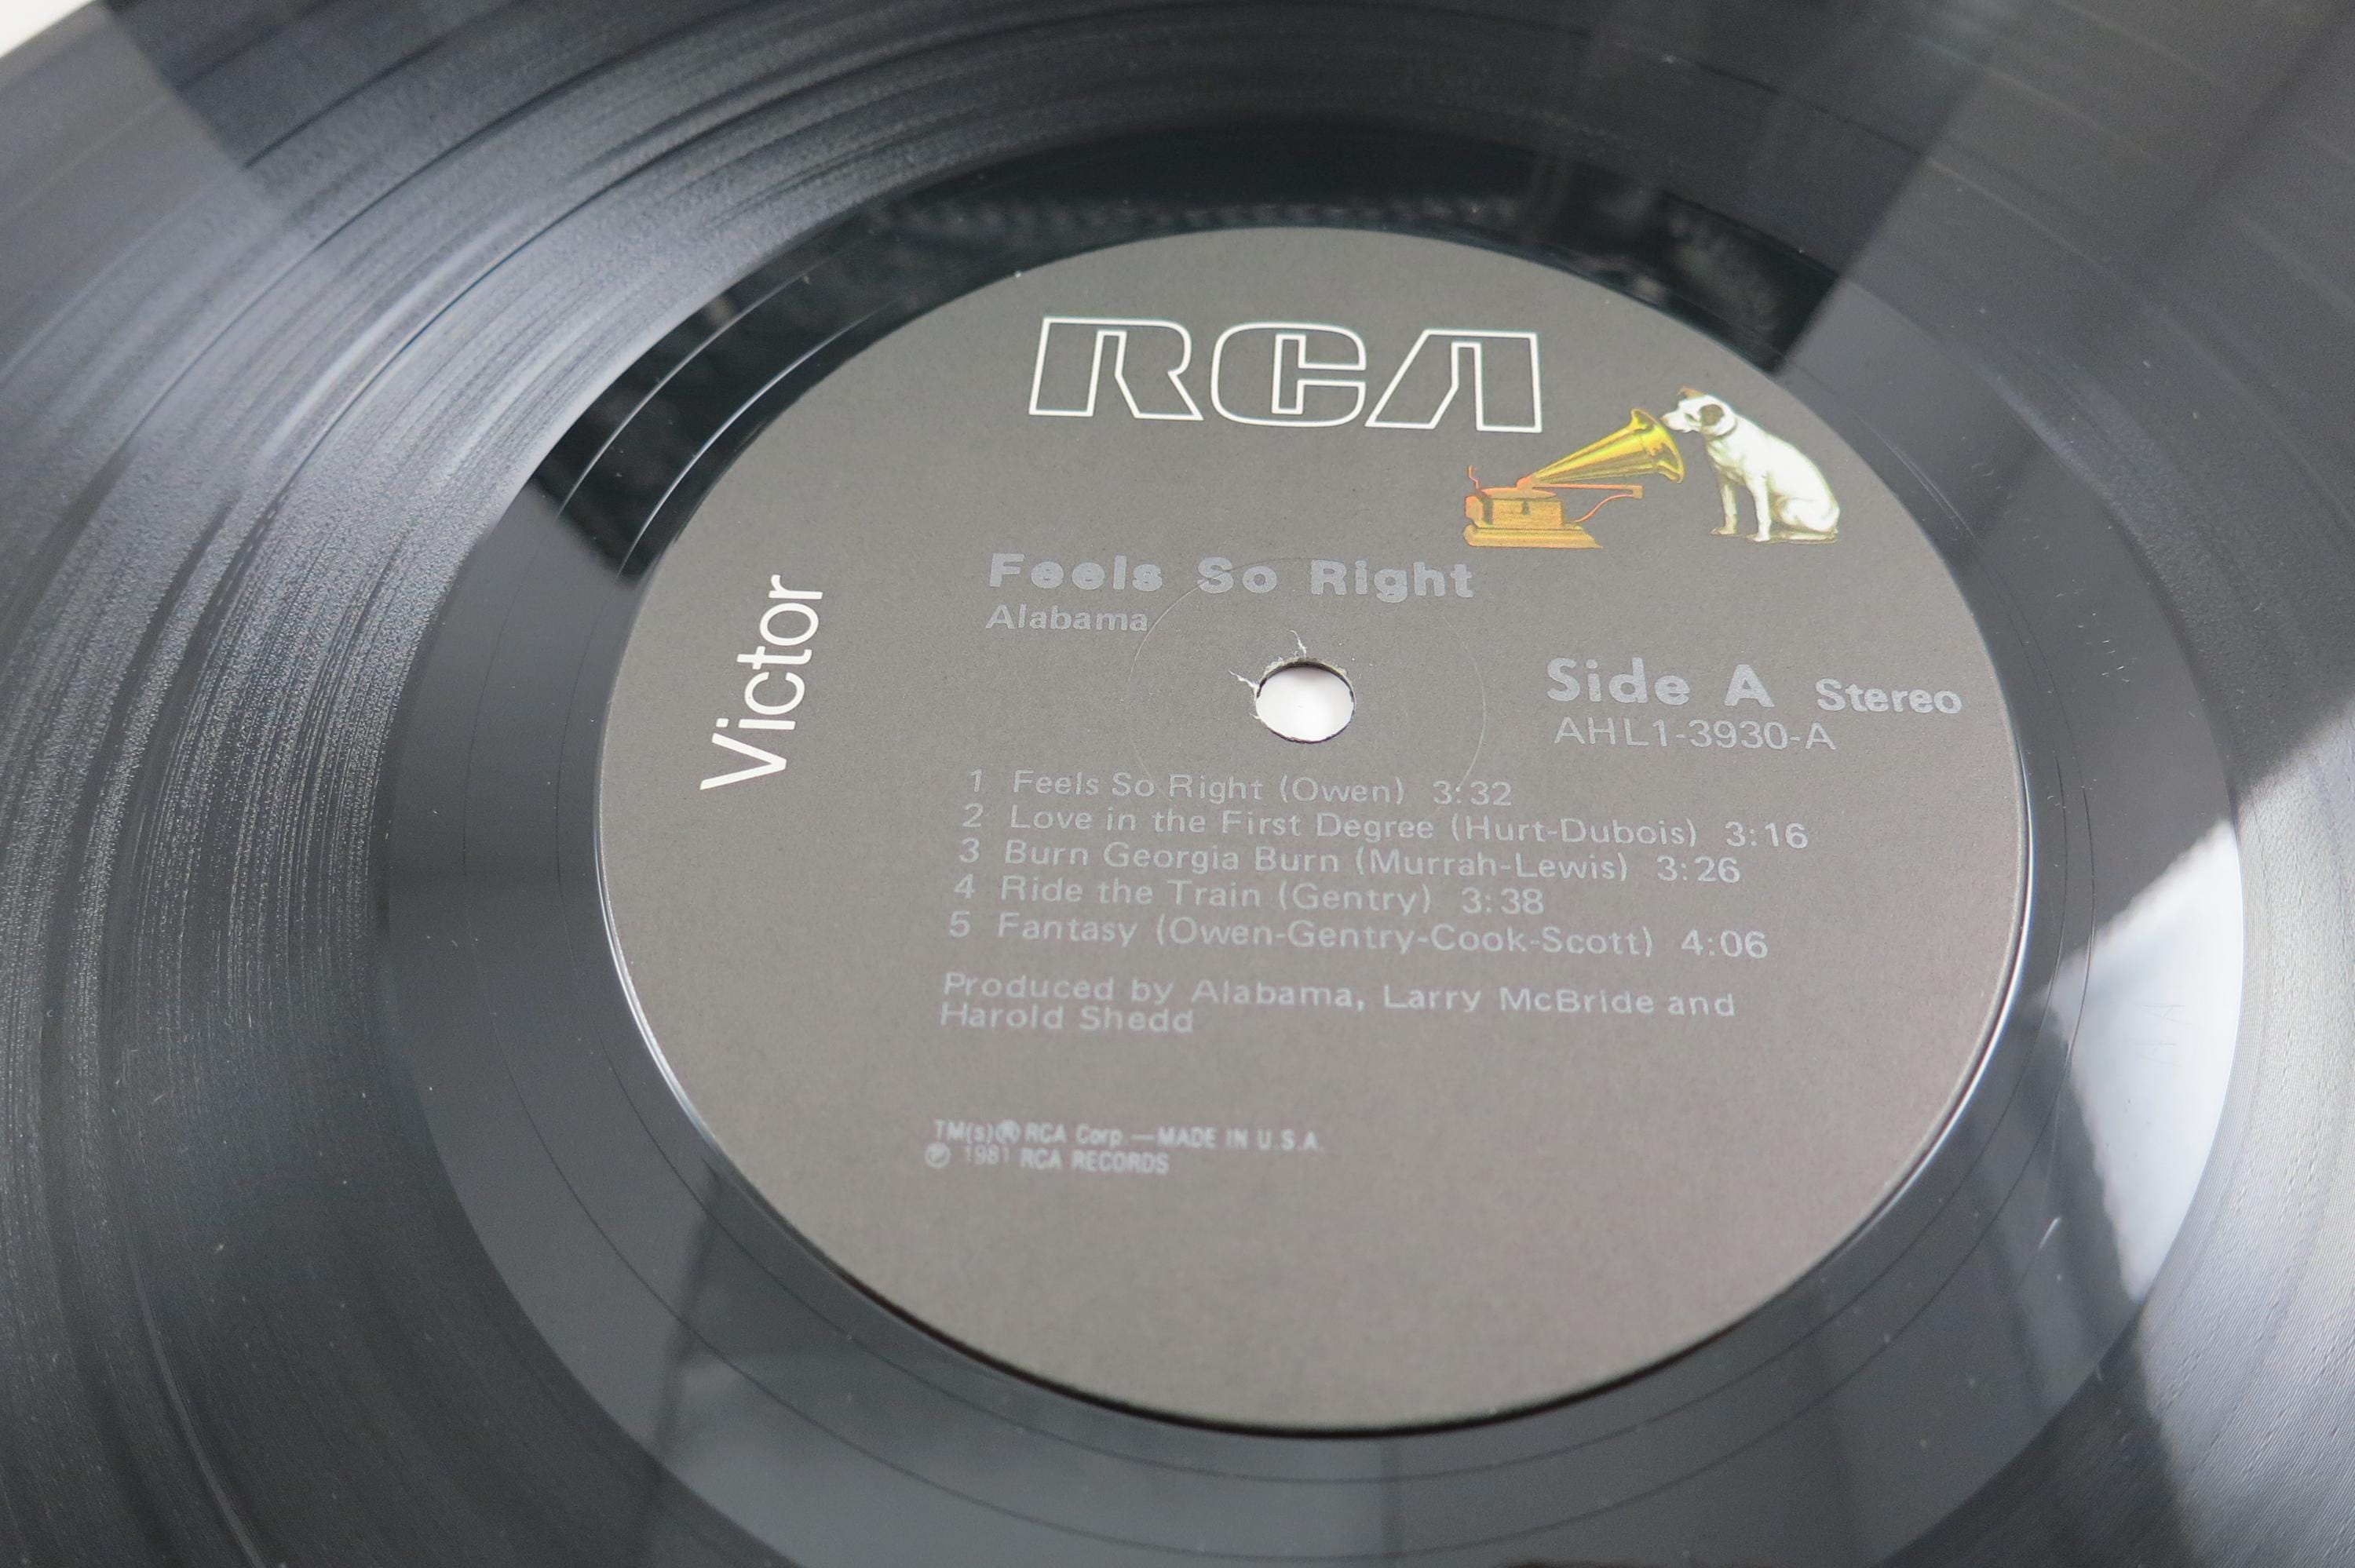 RCA
Victor
Feels So Right
Alabama
Side A Stereo
AHL1-3930-A
1 Feels So Right (Owen) 3:32
2 Love in the First Degree (Hurt-Dubois) 3:16
3 Burn Georgia Burn (Murrah-Lewis) 3:26
4 Ride the Train (Gentry) 3:38
5 Fantasy (Owen-Gentry-Cook-Scott) 4:06
Produced by Alabama, Larry McBride and
Harold Shedd
TM(s)® RCA Corp.—MADE IN U.S.A.
℗ 1981 RCA RECORDS